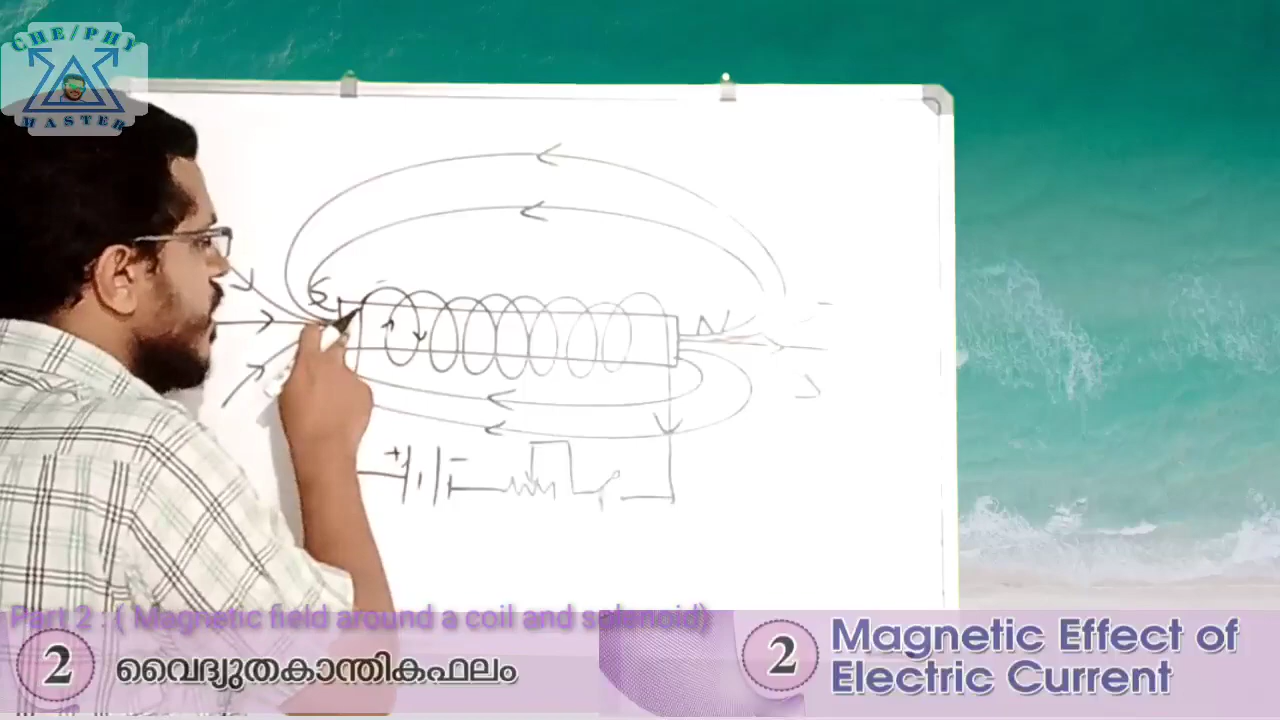 CHE/PHY
MASTER
S
N
+
−
Part 2 : ( Magnetic field around a coil and solenoid)
2
വൈദ്യുതകാന്തികഫലം
2
Magnetic Effect of
Electric Current